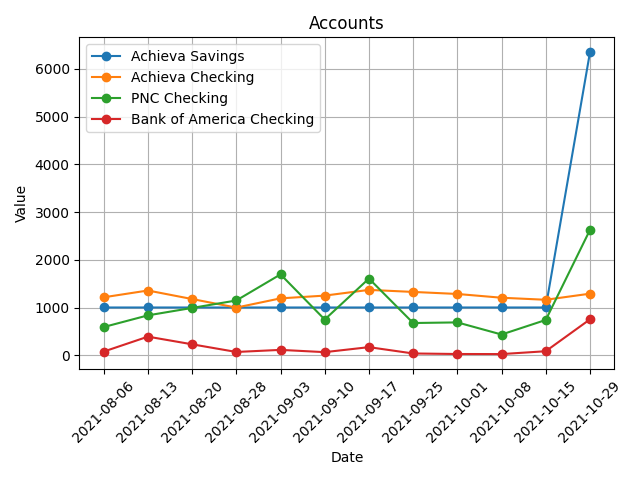 Accounts
Achieva Savings
Achieva Checking
PNC Checking
Bank of America Checking
Value
6000
5000
4000
3000
2000
1000
0
2021-08-06
2021-08-13
2021-08-20
2021-08-28
2021-09-03
2021-09-10
2021-09-17
2021-09-25
2021-10-01
2021-10-08
2021-10-15
2021-10-29
Date